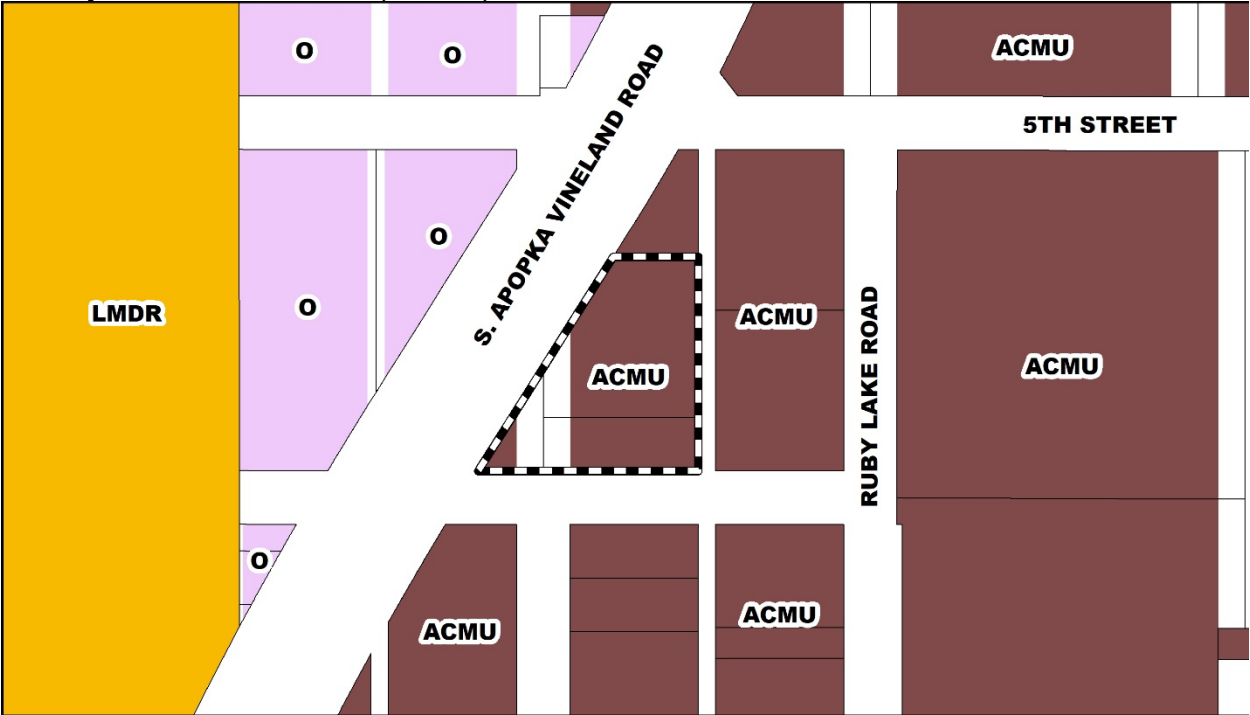 O
O
ACMU
5TH STREET
S. APOPKA VINELAND ROAD
O
O
LMDR
ACMU
ACMU
ACMU
RUBY LAKE ROAD
O
ACMU
ACMU